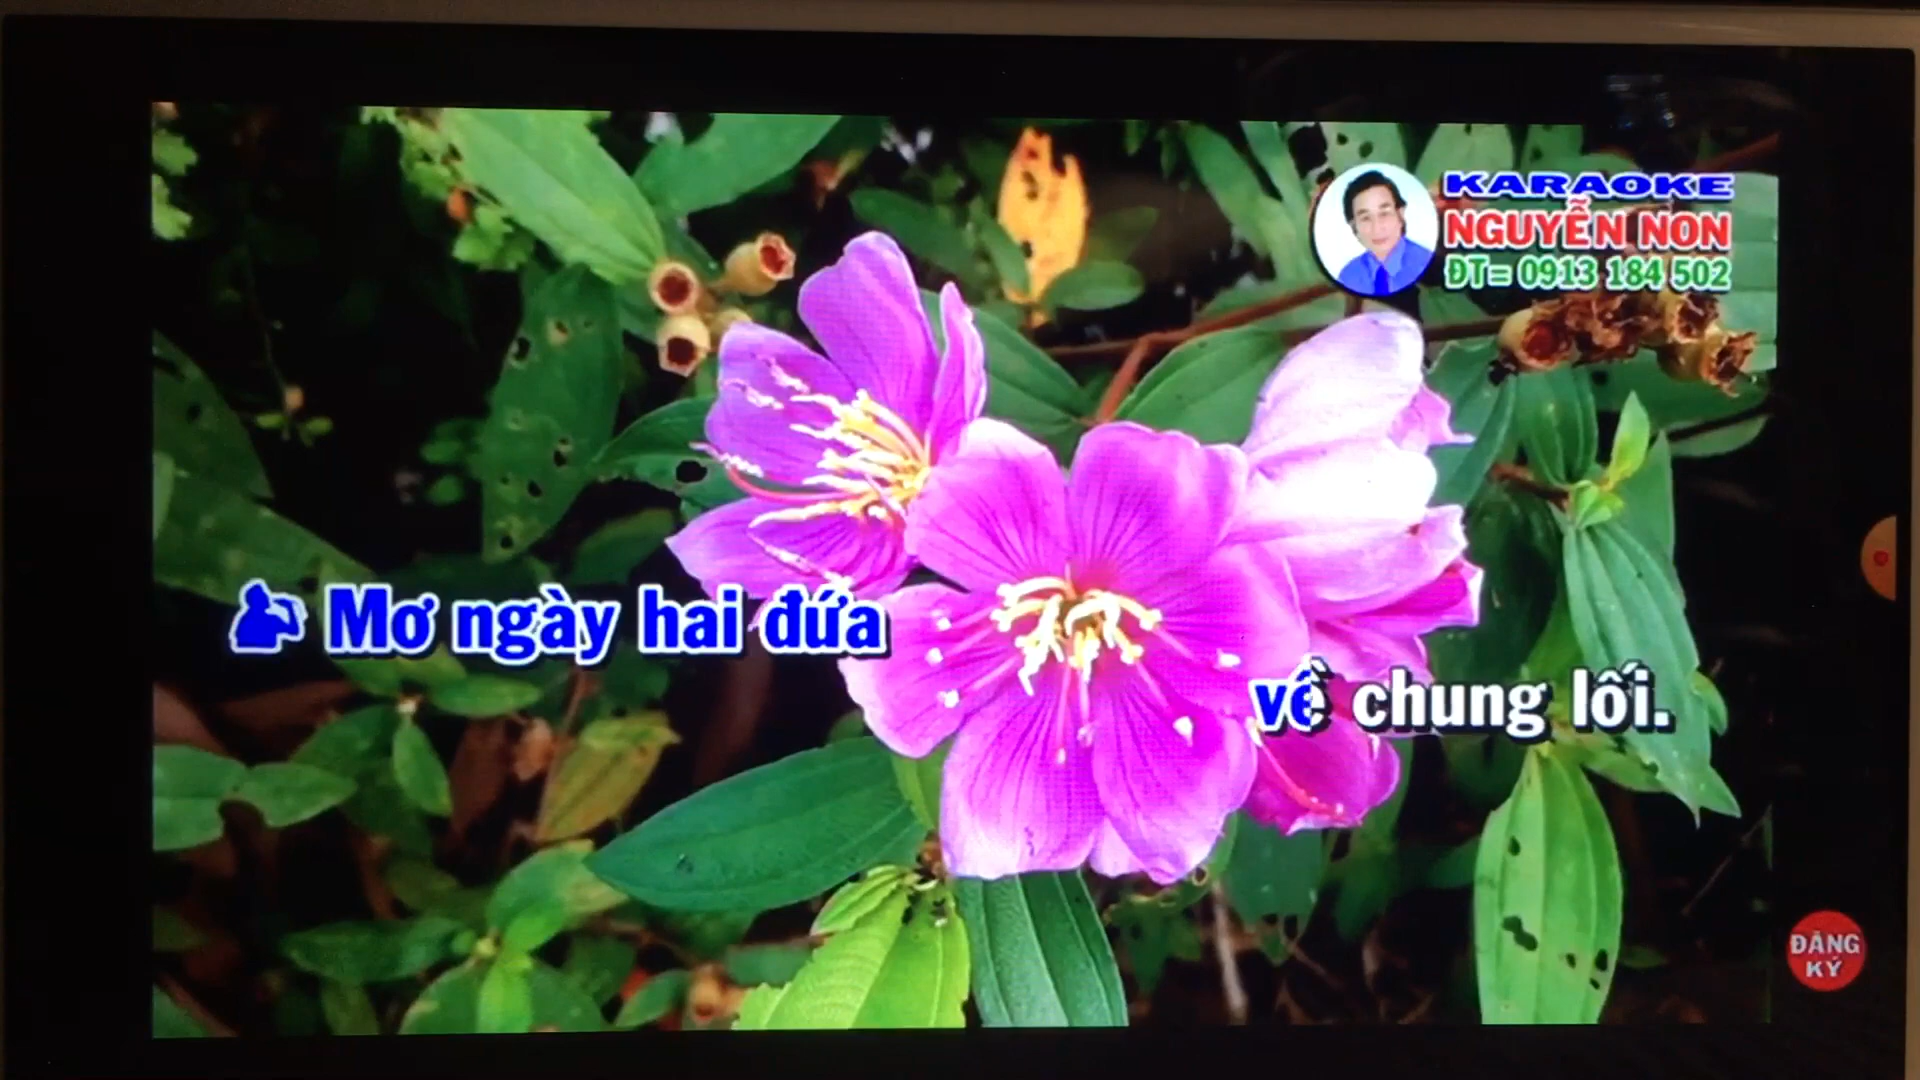 KARAOKE
NGUYỄN NON
ĐT= 0913 184 502
Mơ ngày hai đứa
về chung lối.
ĐĂNG
KÝ